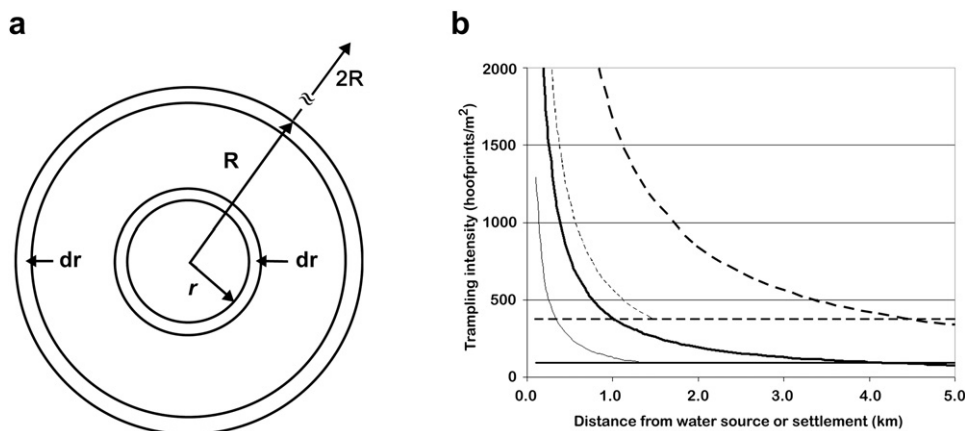 a
2R
≈
R
dr
dr
r
b
Trampling intensity (hoofprints/m²)
2000
1500
1000
500
0
0.0
1.0
2.0
3.0
4.0
5.0
Distance from water source or settlement (km)